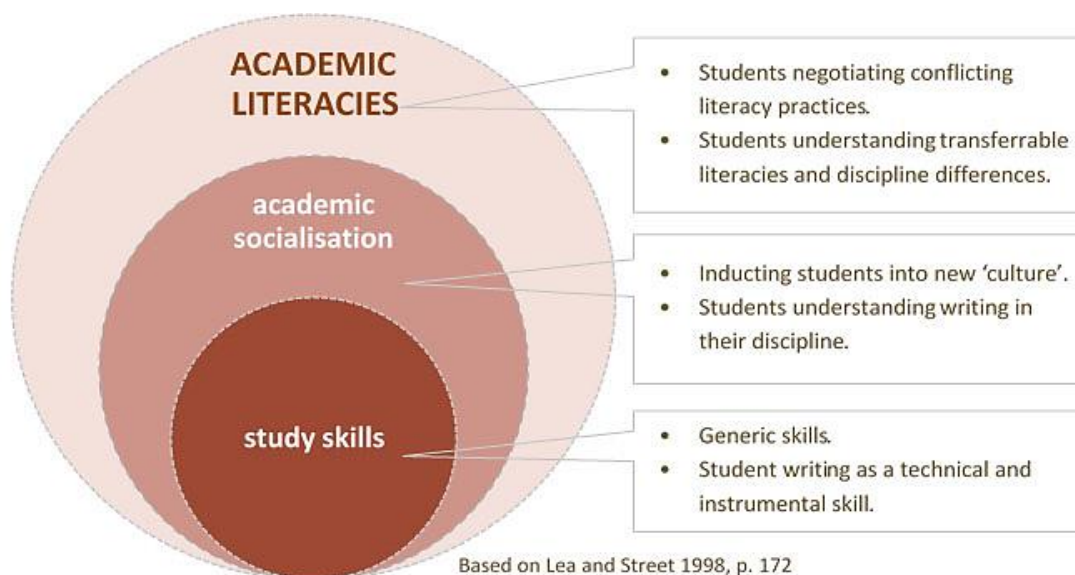 ACADEMIC
LITERACIES
• Students negotiating conflicting
literacy practices.
• Students understanding transferrable
literacies and discipline differences.
academic
socialisation
• Inducting students into new ‘culture’.
• Students understanding writing in
their discipline.
study skills
• Generic skills.
• Student writing as a technical and
instrumental skill.
Based on Lea and Street 1998, p. 172